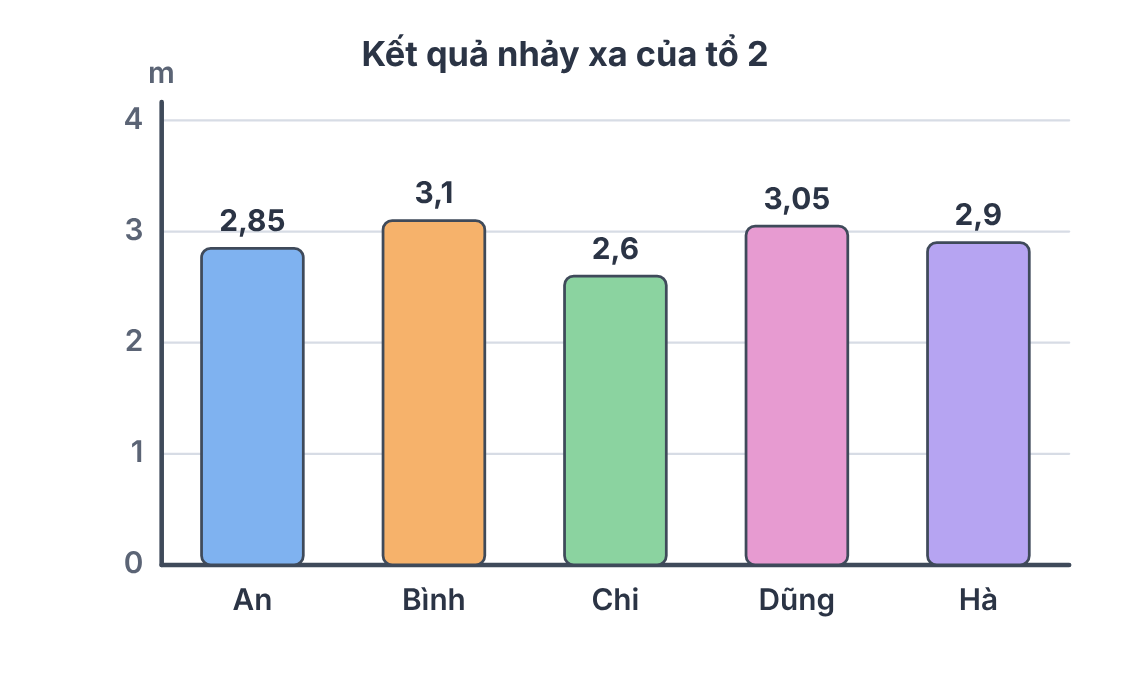 Kết quả nhảy xa của tổ 2
m
4
3
2
1
0
2,85
3,1
2,6
3,05
2,9
An
Bình
Chi
Dũng
Hà